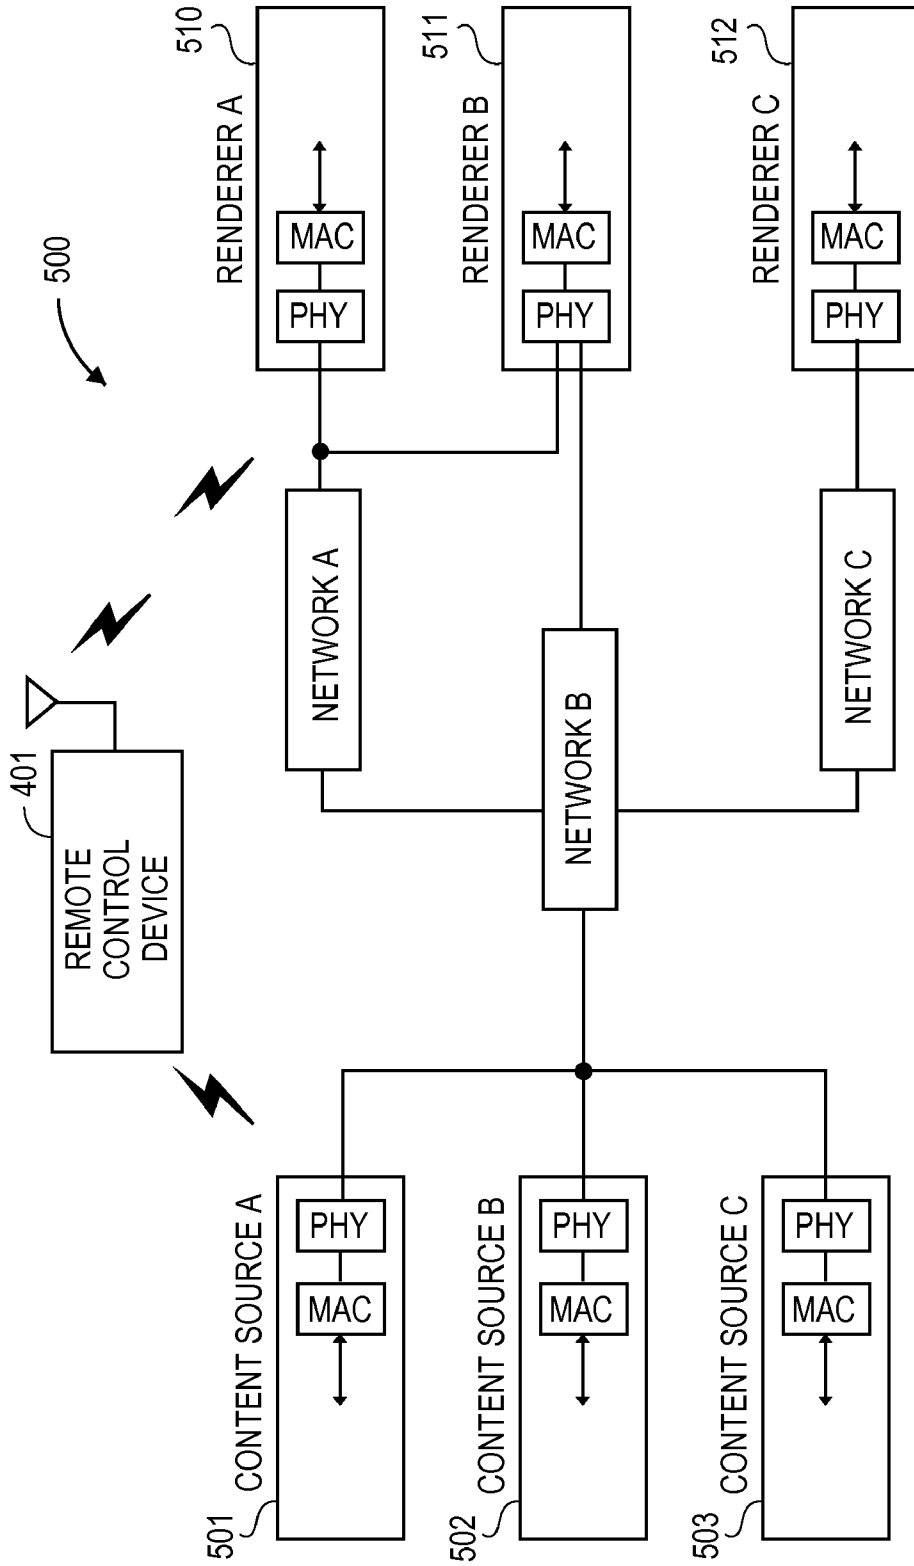 500
401
REMOTE
CONTROL
DEVICE
CONTENT SOURCE A
501
MAC
PHY
NETWORK A
RENDERER A
510
PHY
MAC
CONTENT SOURCE B
502
MAC
PHY
NETWORK B
RENDERER B
511
PHY
MAC
CONTENT SOURCE C
503
MAC
PHY
NETWORK C
RENDERER C
512
PHY
MAC